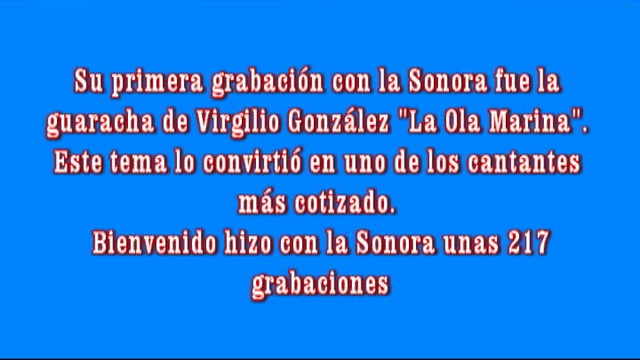 Su primera grabación con la Sonora fue la
guaracha de Virgilio González "La Ola Marina".
Este tema lo convirtió en uno de los cantantes
más cotizado.
Bienvenido hizo con la Sonora unas 217
grabaciones